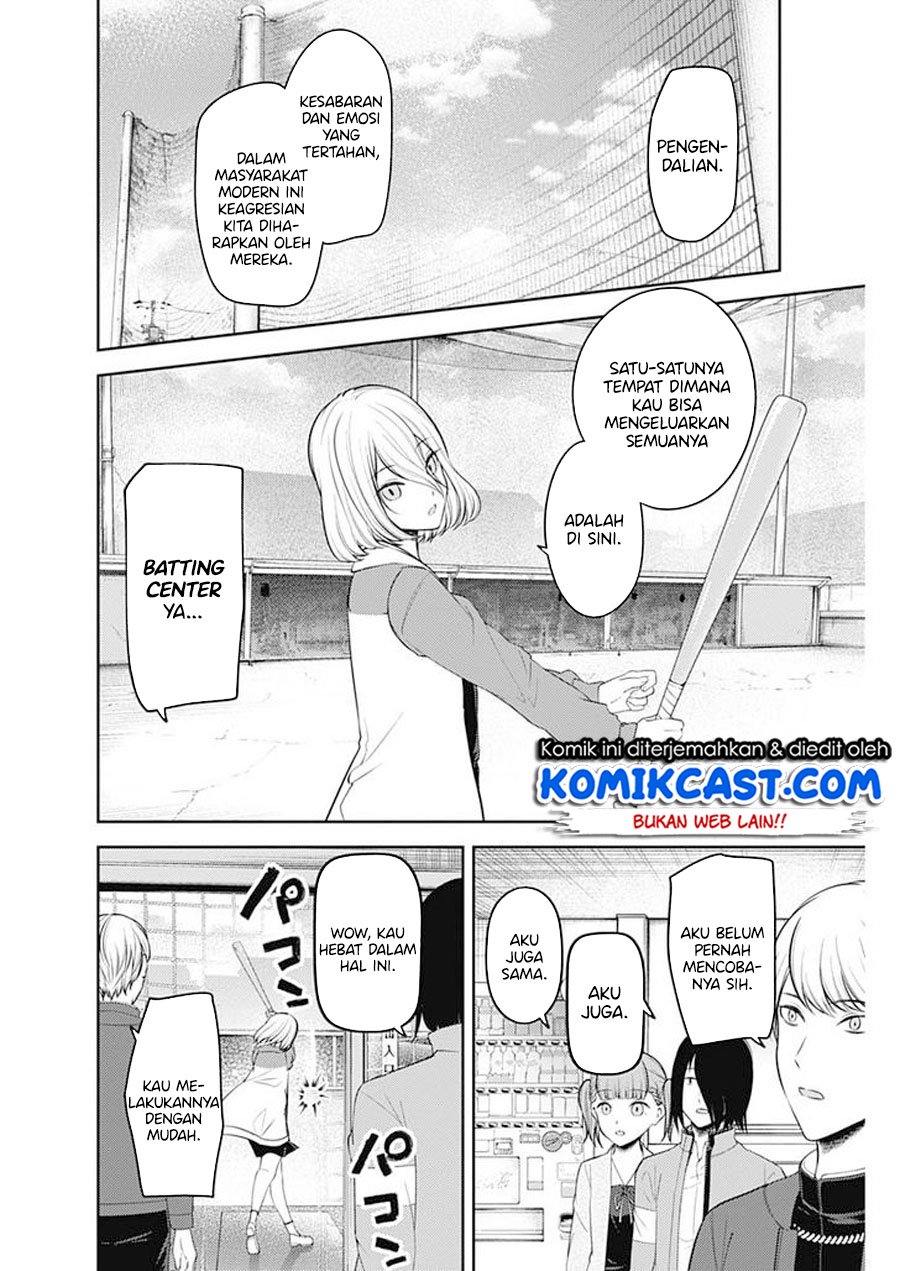 PENGEN-
DALIAN.
KESABARAN
DAN EMOSI
YANG
TERTAHAN,
DALAM
MASYARAKAT
MODERN INI
KEAGRESIAN
KITA DIHA-
RAPKAN OLEH
MEREKA.
SATU-SATUNYA
TEMPAT DIMANA
KAU BISA
MENGELUARKAN
SEMUANYA
ADALAH
DI SINI.
BATTING
CENTER
YA...
Komik ini diterjemahkan & diedit oleh
KOMIKCAST.COM
BUKAN WEB LAIN!!
AKU BELUM
PERNAH
MENCOBA-
NYA SIH.
AKU
JUGA.
AKU
JUGA
SAMA.
パコン
WOW, KAU
HEBAT DALAM
HAL INI.
出入口
KAU ME-
LAKUKANNYA
DENGAN
MUDAH.
パコン